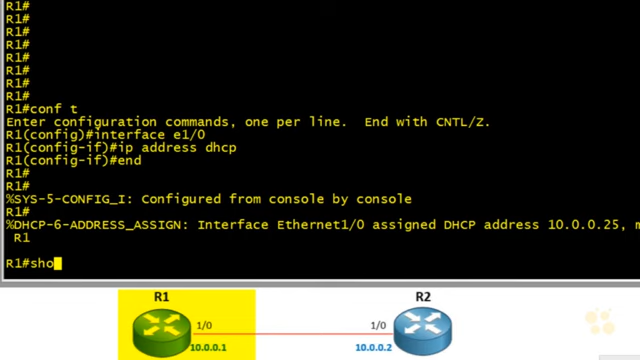 R1#
R1#
R1#
R1#
R1#
R1#
R1#
R1#
R1#conf t
Enter configuration commands, one per line.  End with CNTL/Z.
R1(config)#interface e1/0
R1(config-if)#ip address dhcp
R1(config-if)#end
R1#
R1#
%SYS-5-CONFIG_I: Configured from console by console
R1#
%DHCP-6-ADDRESS_ASSIGN: Interface Ethernet1/0 assigned DHCP address 10.0.0.25, m
R1
R1#sho
R1 R2
1/0 1/0
10.0.0.1 10.0.0.2